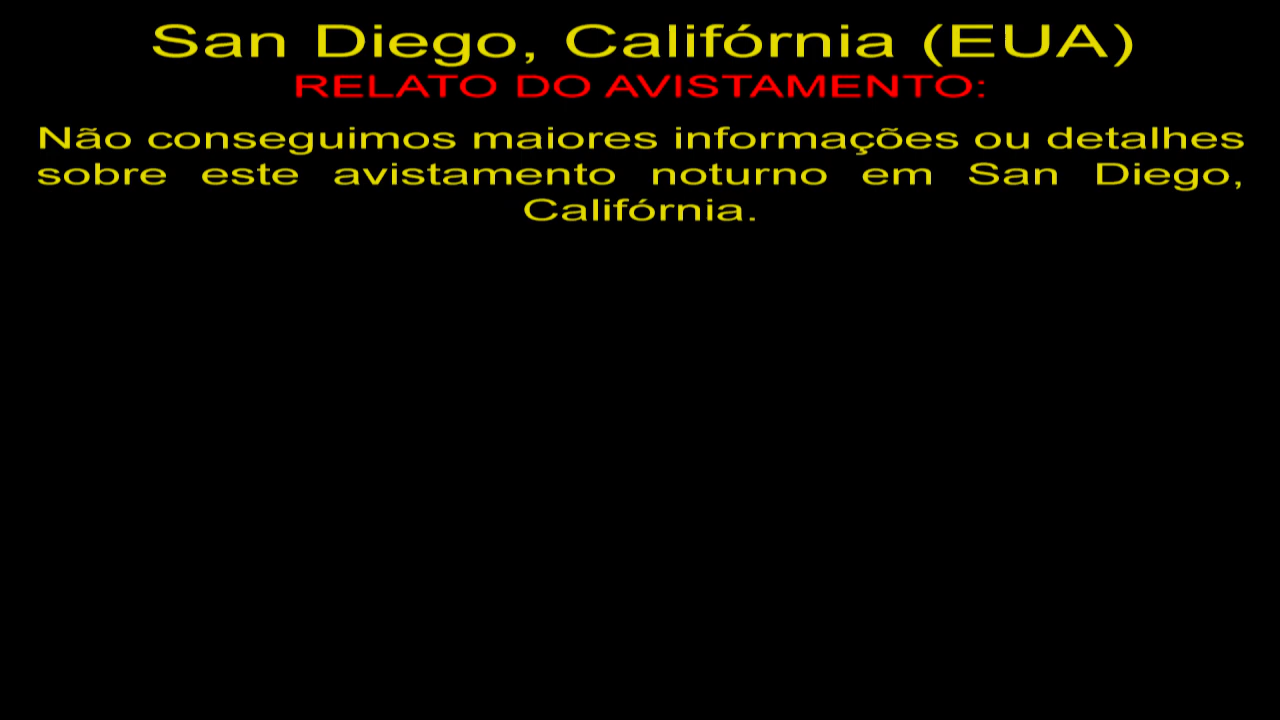 San Diego, Califórnia (EUA)
RELATO DO AVISTAMENTO:
Não conseguimos maiores informações ou detalhes
sobre este avistamento noturno em San Diego,
Califórnia.